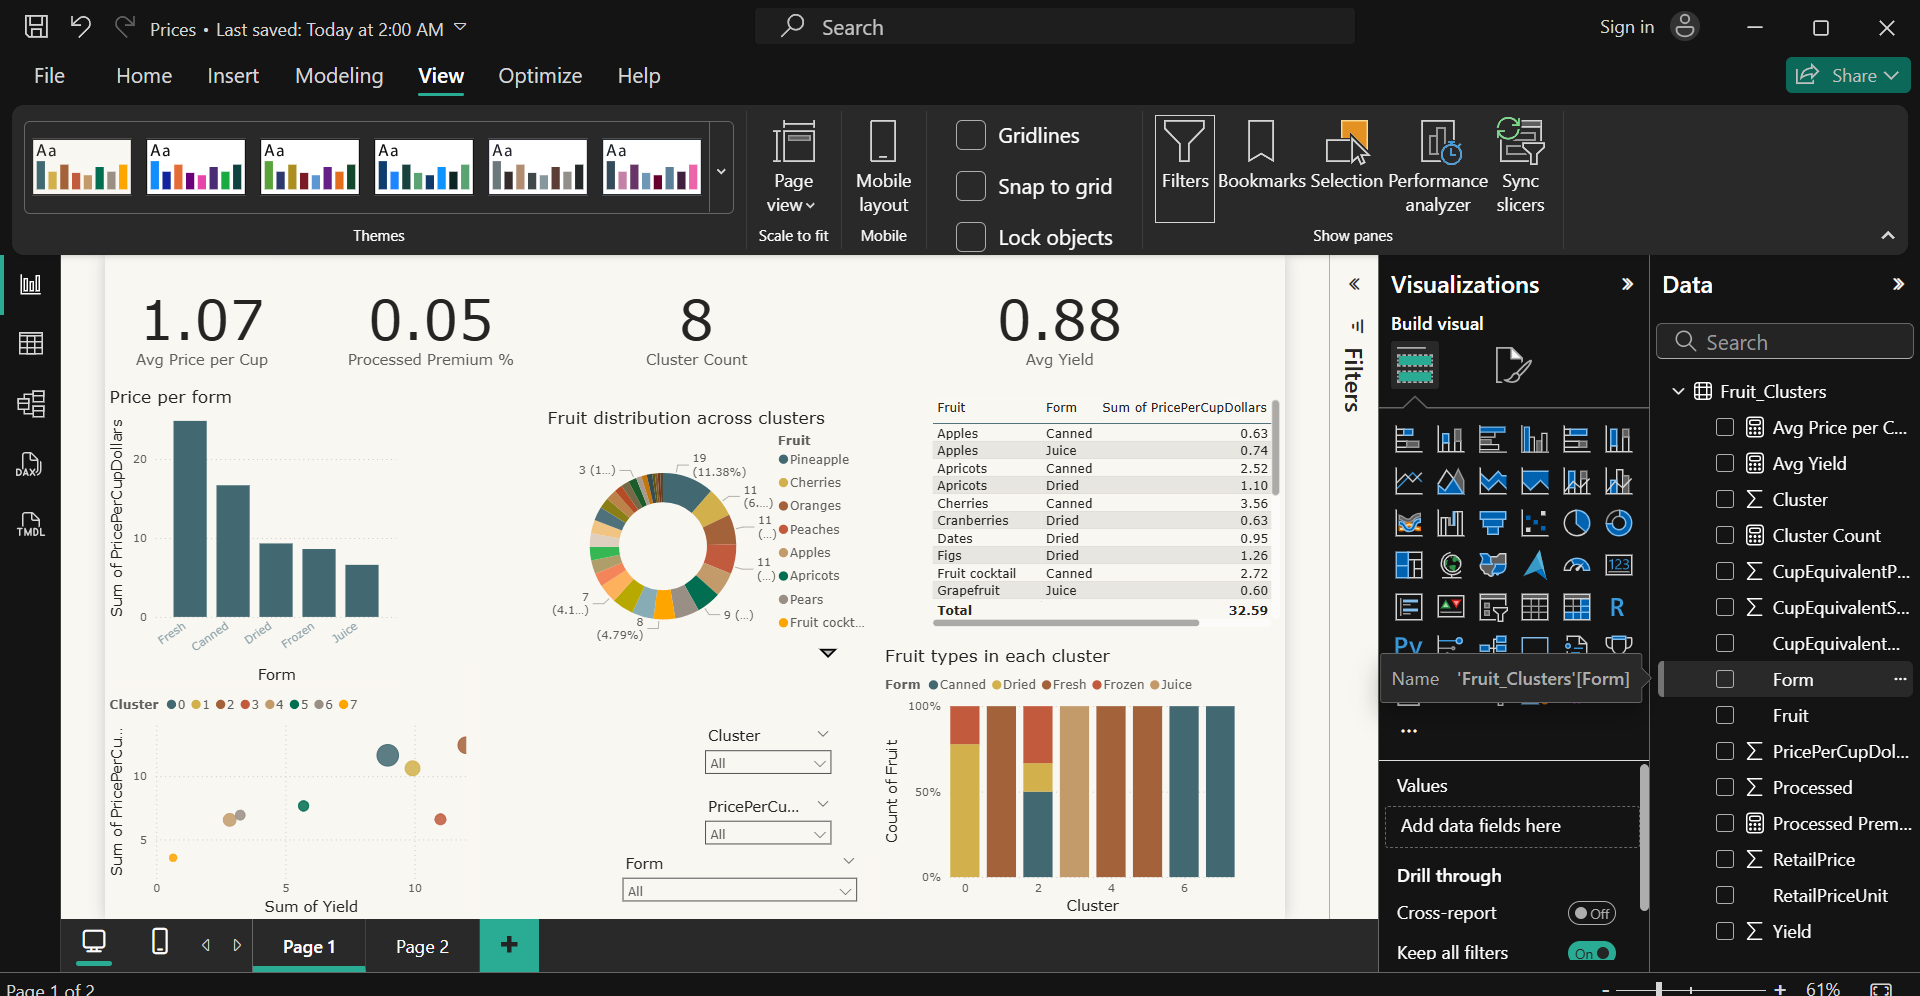 Prices • Last saved: Today at 2:00 AM
Search
Sign in
File Home Insert Modeling View Optimize Help
Share
Aa Aa Aa Aa Aa Aa
Themes
Page view
Scale to fit
Mobile layout
Mobile
Gridlines
Snap to grid
Lock objects
Filters
Bookmarks
Selection
Performance analyzer
Sync slicers
Show panes
DAX
TMDL
1.07
Avg Price per Cup
0.05
Processed Premium %
8
Cluster Count
0.88
Avg Yield
Price per form
Sum of PricePerCupDollars
20
10
0
Fresh Canned Dried Frozen Juice
Form
Fruit distribution across clusters
19
(11.38%)
11
(6....)
11
(...)
11
(...)
9 (...)
8
(4.79%)
7
(4.1...)
3 (1...)
Fruit
Pineapple
Cherries
Oranges
Peaches
Apples
Apricots
Pears
Fruit cockt...
Fruit Form Sum of PricePerCupDollars
Apples Canned 0.63
Apples Juice 0.74
Apricots Canned 2.52
Apricots Dried 1.10
Cherries Canned 3.56
Cranberries Dried 0.63
Dates Dried 0.95
Figs Dried 1.26
Fruit cocktail Canned 2.72
Grapefruit Juice 0.60
Total 32.59
Cluster 0 1 2 3 4 5 6 7
Sum of PricePerCu...
10
5
0 5 10
Sum of Yield
Cluster
All
PricePerCu...
All
Form
All
Fruit types in each cluster
Form Canned Dried Fresh Frozen Juice
Count of Fruit
100%
50%
0%
0 2 4 6
Cluster
Filters
Visualizations
Build visual
123
R
Py
Name 'Fruit_Clusters'[Form]
...
Values
Add data fields here
Drill through
Cross-report Off
Keep all filters On
Data
Search
Fruit_Clusters
Avg Price per C...
Avg Yield
Cluster
Cluster Count
CupEquivalentP...
CupEquivalentS...
CupEquivalent...
Form ...
Fruit
PricePerCupDol...
Processed
Processed Prem...
RetailPrice
RetailPriceUnit
Yield
Page 1 Page 2 +
Page 1 of 2
- + 61%